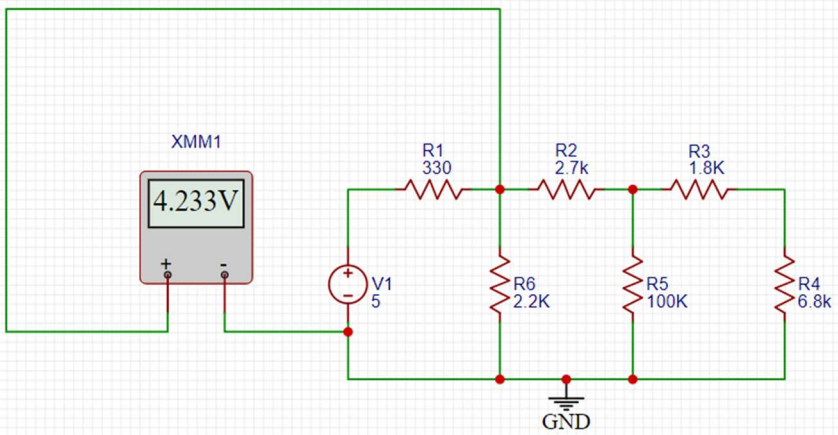 XMM1
4.233V
+ -
R1
330
R2
2.7k
R3
1.8K
V1
5
R6
2.2K
R5
100K
R4
6.8k
GND